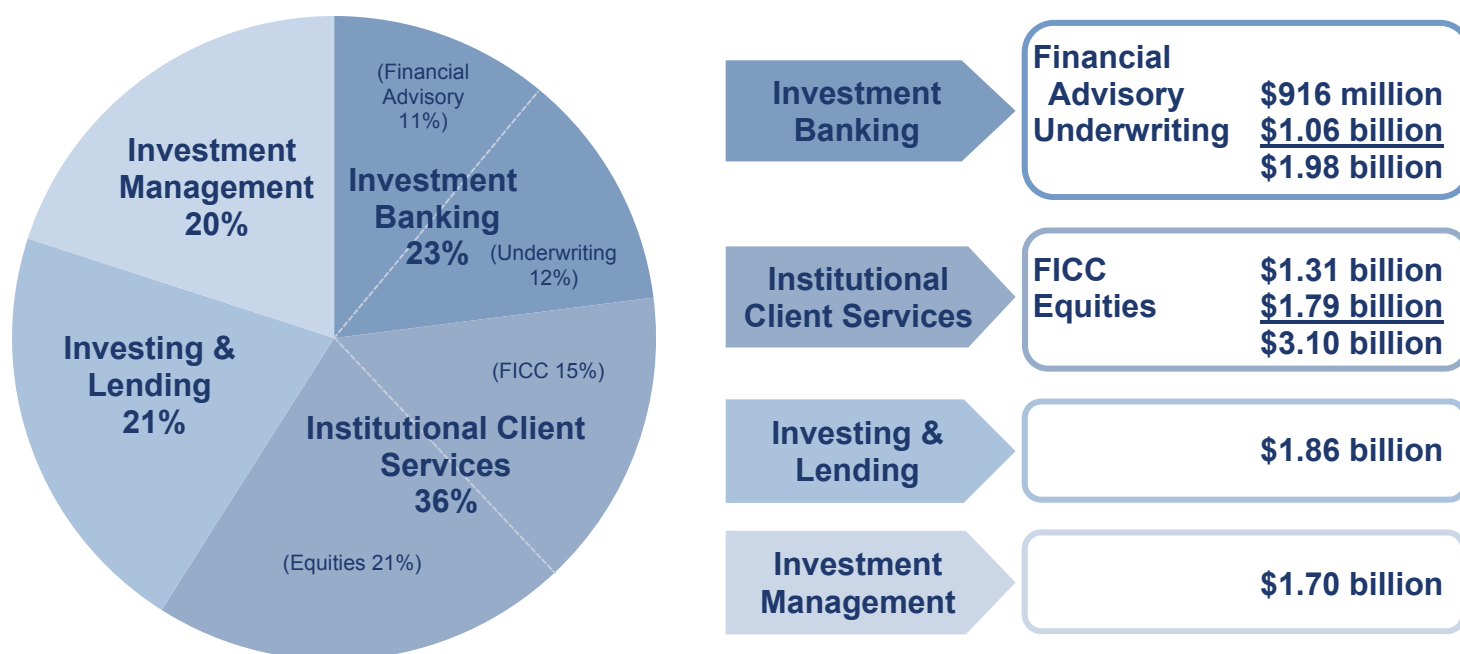 (Financial
Advisory
11%)
Investment
Banking
23%
(Underwriting
12%)
(FICC 15%)
Institutional Client
Services
36%
(Equities 21%)
Investing &
Lending
21%
Investment
Management
20%
Investment
Banking
Financial
Advisory $916 million
Underwriting $1.06 billion
$1.98 billion
Institutional
Client Services
FICC $1.31 billion
Equities $1.79 billion
$3.10 billion
Investing &
Lending
$1.86 billion
Investment
Management
$1.70 billion